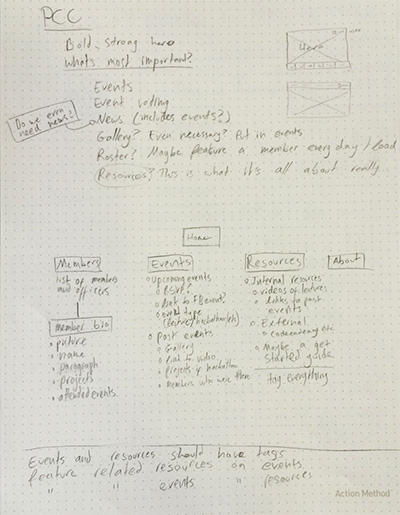 PCC
Bold, strong hero
What's most important?
Hero
Events
Event voting
Do we even
need news?
News (includes events?)
Gallery? Even necessary? Put in events
Roster? Maybe feature a member every day / load
Resources? This is what it's all about really
Home
Members
list of members
and officers
member bio
picture
name
paragraph
projects
attended events
Events
Upcoming events
RSVP?
link to FB event?
event type
(lecture/hackathon/etc)
Past events
Gallery
link to video
projects if hackathon
members who were there
Resources
Internal resources
videos of lectures
links to past
events
External
codecademy etc.
Maybe a get
started guide
tag everything
About
Events and resources should have tags
feature related resources on events
" " events " resources
Action Method